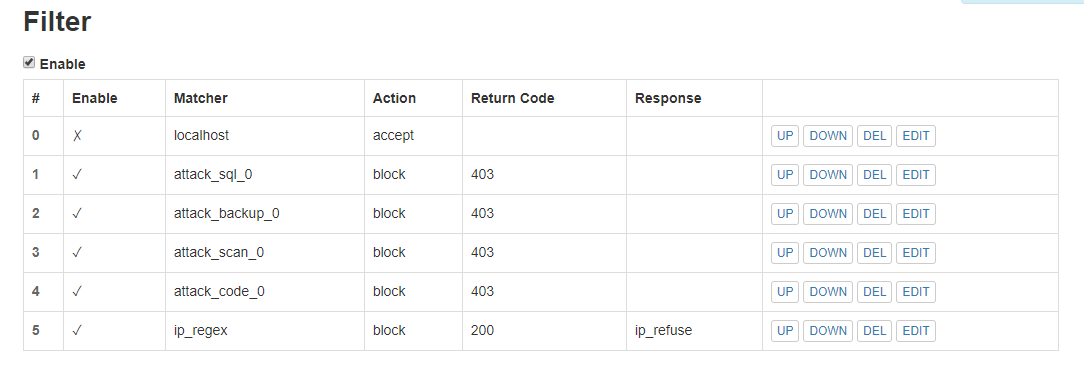 Filter
Enable
# Enable Matcher Action Return Code Response
0 ✗ localhost accept UP DOWN DEL EDIT
1 ✓ attack_sql_0 block 403 UP DOWN DEL EDIT
2 ✓ attack_backup_0 block 403 UP DOWN DEL EDIT
3 ✓ attack_scan_0 block 403 UP DOWN DEL EDIT
4 ✓ attack_code_0 block 403 UP DOWN DEL EDIT
5 ✓ ip_regex block 200 ip_refuse UP DOWN DEL EDIT